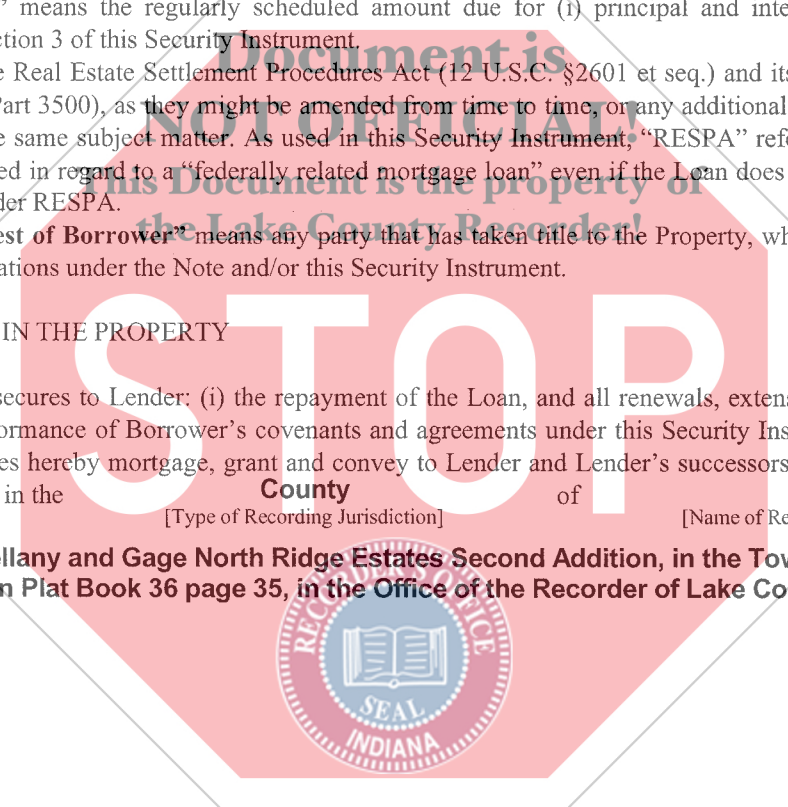 ” means the regularly scheduled amount due for (i) principal and inte
ction 3 of this Security Instrument.
Document is
e Real Estate Settlement Procedures Act (12 U.S.C. §2601 et seq.) and its
Part 3500), as they might be amended from time to time, or any additional
NOT OFFICIAL!
e same subject matter. As used in this Security Instrument, “RESPA” refe
ed in regard to a “federally related mortgage loan” even if the Loan does
This Document is the property of
der RESPA.
the Lake County Recorder!
est of Borrower” means any party that has taken title to the Property, wh
ations under the Note and/or this Security Instrument.
IN THE PROPERTY
STOP
secures to Lender: (i) the repayment of the Loan, and all renewals, extens
ormance of Borrower’s covenants and agreements under this Security Ins
es hereby mortgage, grant and convey to Lender and Lender’s successors
in the County of
[Type of Recording Jurisdiction] [Name of Re
ellany and Gage North Ridge Estates Second Addition, in the Tow
n Plat Book 36 page 35, in the Office of the Recorder of Lake Co
RECORDER'S OFFICE
SEAL
INDIANA